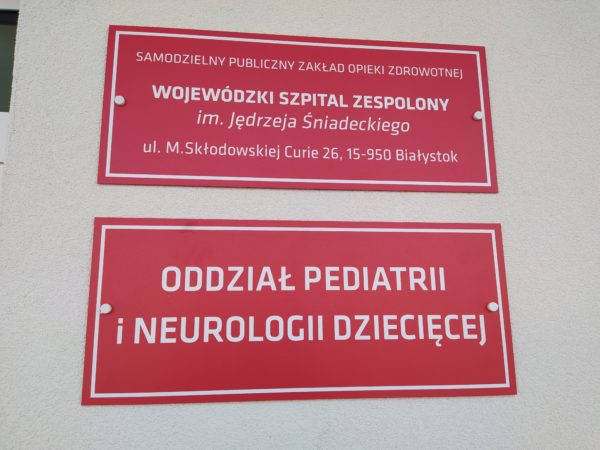 SAMODZIELNY PUBLICZNY ZAKŁAD OPIEKI ZDROWOTNEJ
WOJEWÓDZKI SZPITAL ZESPOLONY
im. Jędrzeja Śniadeckiego
ul. M.Skłodowskiej Curie 26, 15-950 Białystok
ODDZIAŁ PEDIATRII
i NEUROLOGII DZIECIĘCEJ